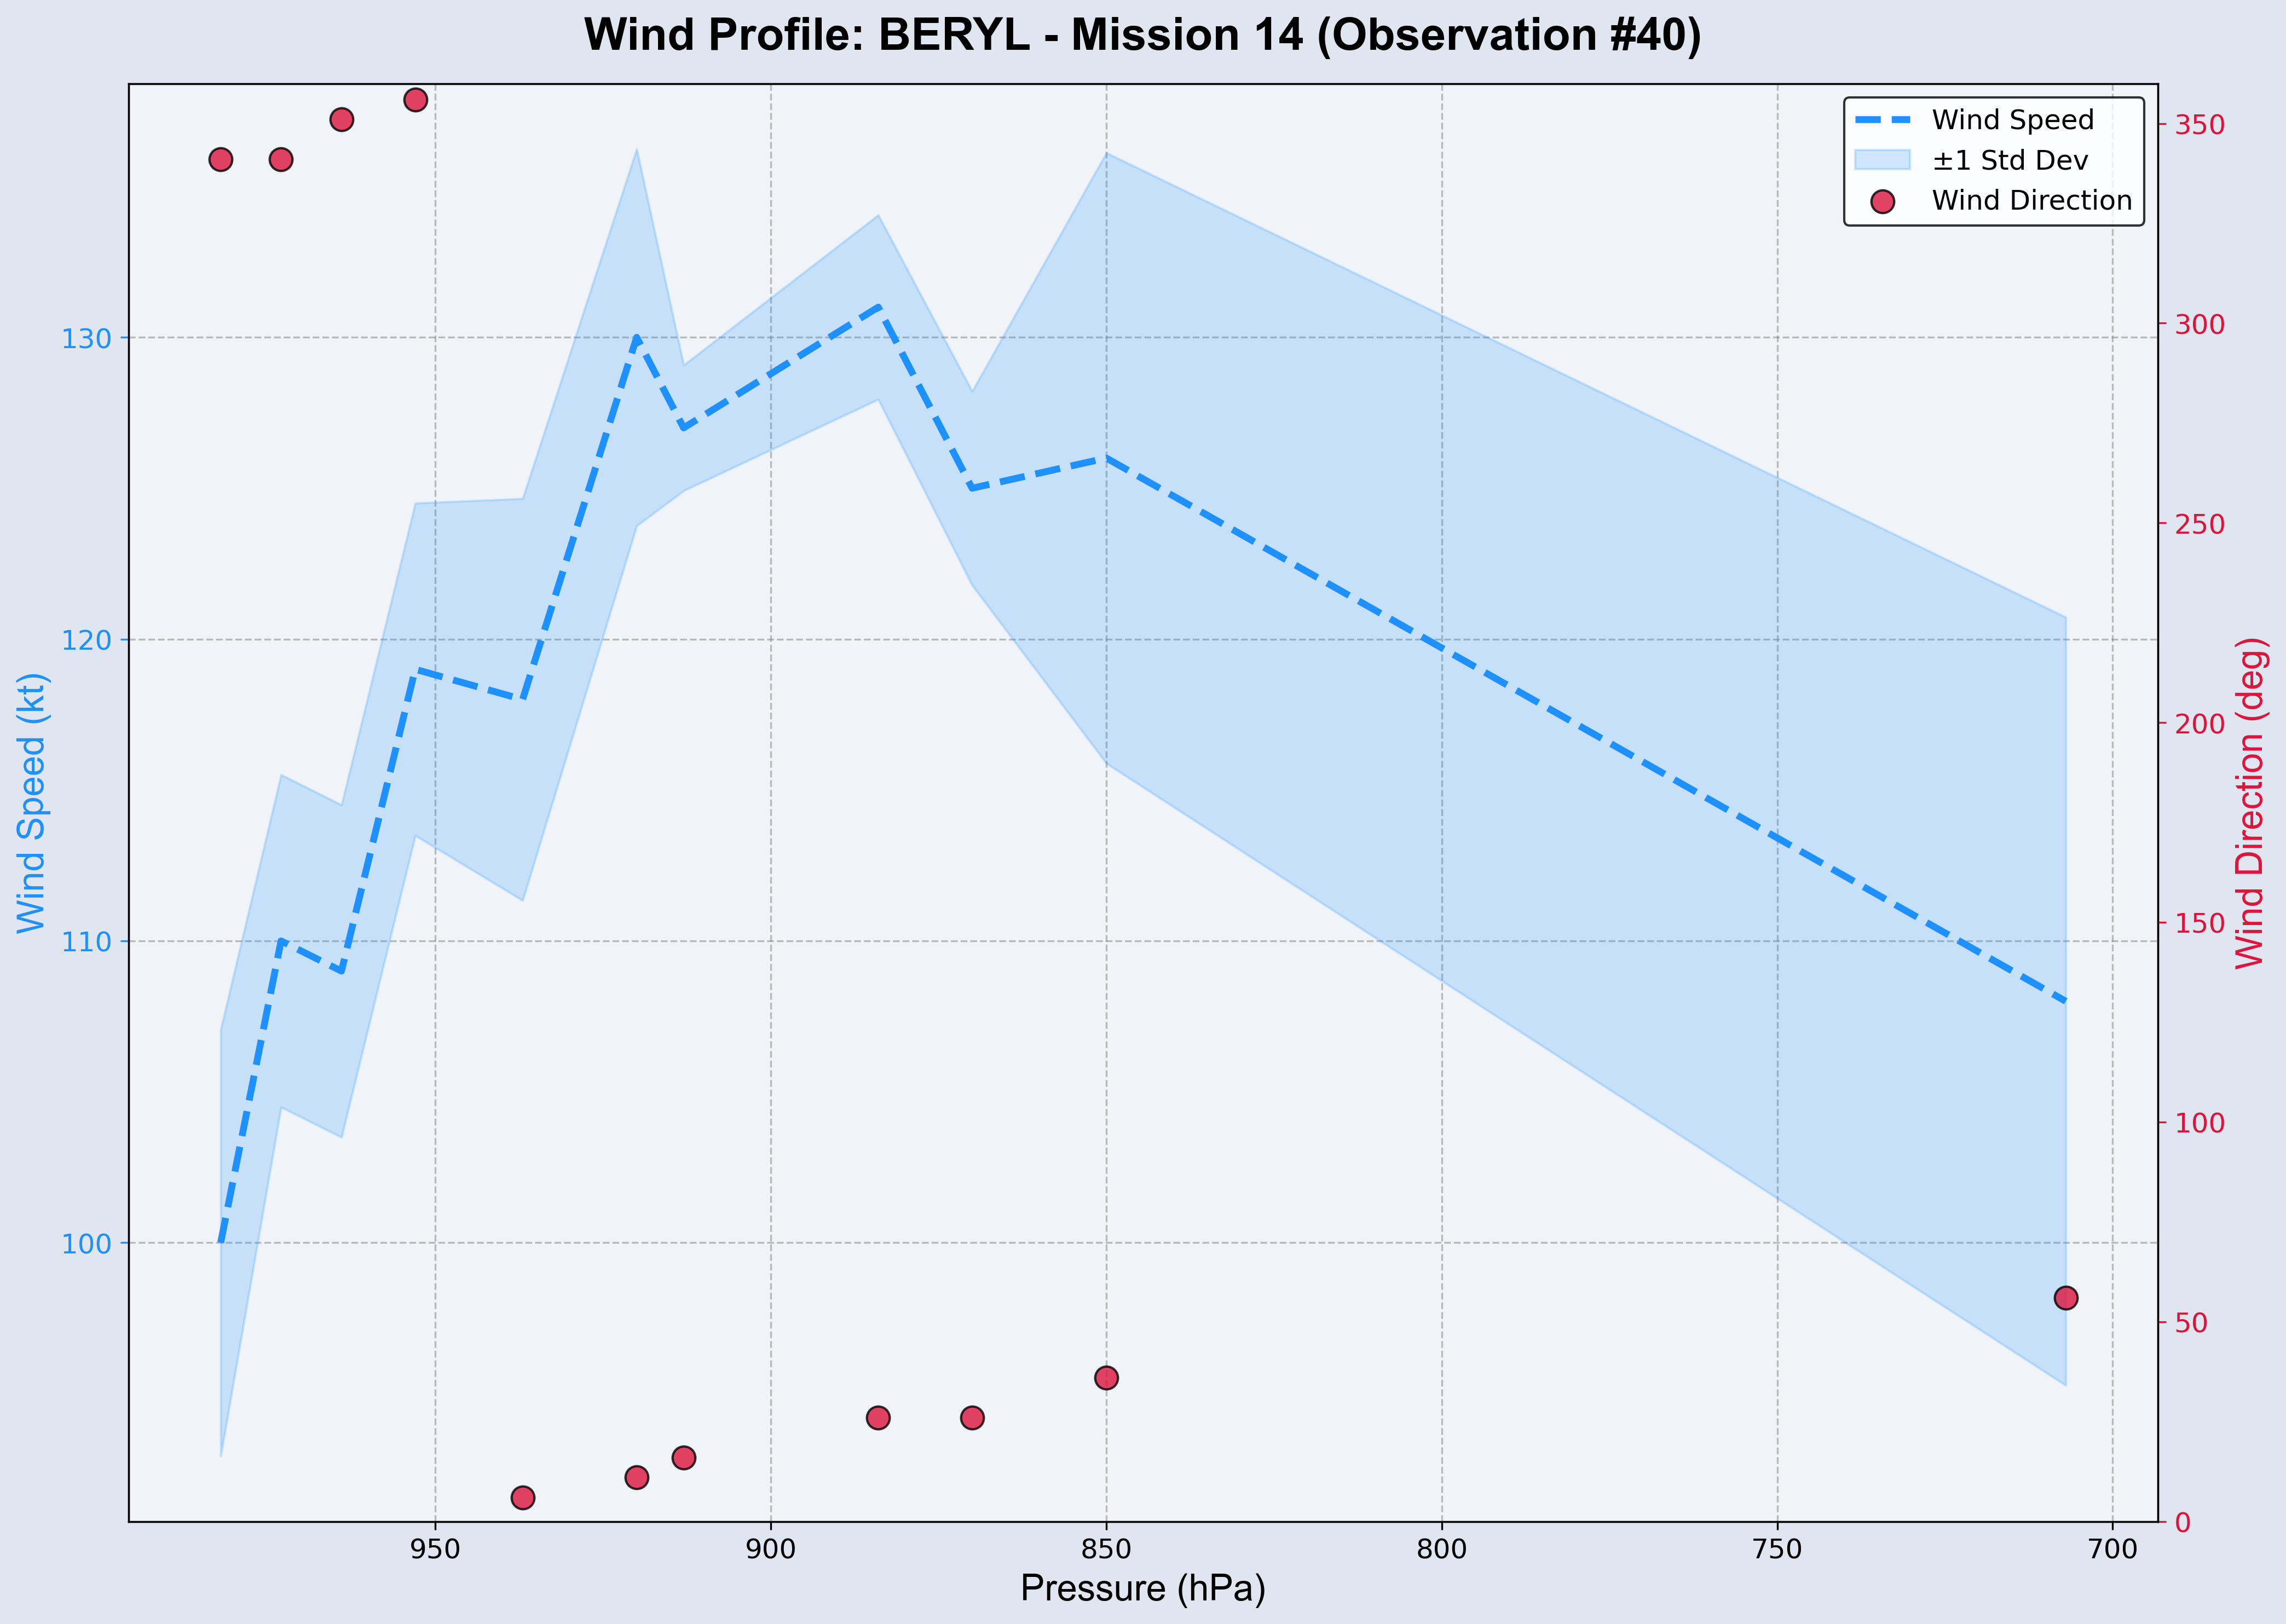 Wind Profile: BERYL - Mission 14 (Observation #40)
Wind Speed
±1 Std Dev
Wind Direction
130
120
110
100
Wind Speed (kt)
350
300
250
200
150
100
50
0
Wind Direction (deg)
950
900
850
800
750
700
Pressure (hPa)